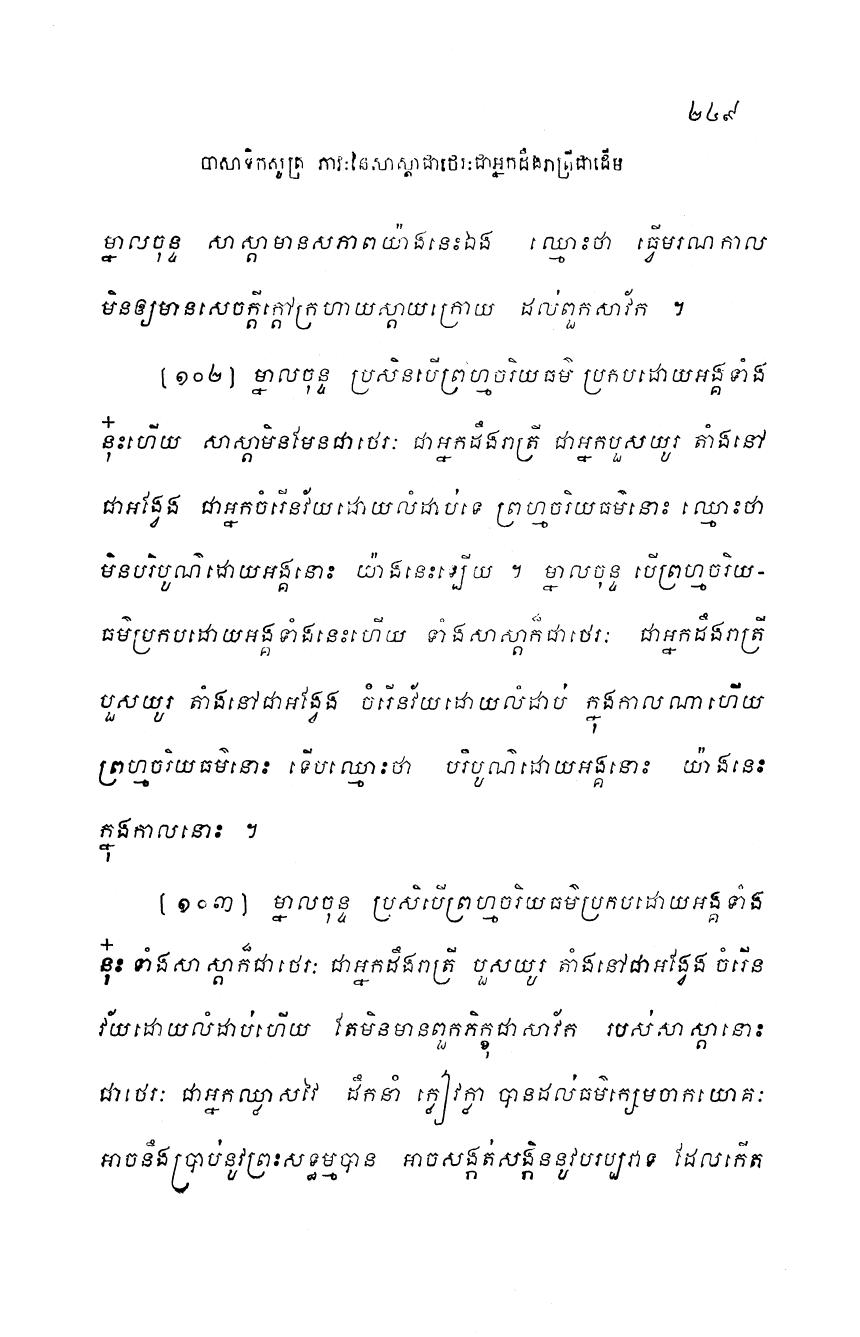 ២៤៩
បាសាទិកសូត្រ ភាវៈនៃសាស្តាជាថេរៈជាអ្នកដឹងរាត្រីជាដើម
ម្នាលចុន្ទ សាស្តាមានសភាពយ៉ាងនេះឯង ឈ្មោះថា ធ្វើមរណកាល
មិនឲ្យមានសេចក្តីក្តៅក្រហាយស្តាយក្រោយ ដល់ពួកសាវ័ក ។
[១០២] ម្នាលចុន្ទ ប្រសិនបើព្រហ្មចរិយធម៌ ប្រកបដោយអង្គទាំង
នុ៎ះហើយ សាស្តាមិនមែនជាថេរៈ ជាអ្នកដឹងរាត្រី ជាអ្នកបួសយូរ តាំងនៅ
ជាអង្វែង ជាអ្នកចំរើនវ័យដោយលំដាប់ទេ ព្រហ្មចរិយធម៌នោះ ឈ្មោះថា
មិនបរិបូណ៌ដោយអង្គនោះ យ៉ាងនេះឡើយ ។ ម្នាលចុន្ទ បើព្រហ្មចរិយ-
ធម៌ប្រកបដោយអង្គទាំងនេះហើយ ទាំងសាស្តាក៏ជាថេរៈ ជាអ្នកដឹងរាត្រី
បួសយូរ តាំងនៅជាអង្វែង ចំរើនវ័យដោយលំដាប់ ក្នុងកាលណាហើយ
ព្រហ្មចរិយធម៌នោះ ទើបឈ្មោះថា បរិបូណ៌ដោយអង្គនោះ យ៉ាងនេះ
ក្នុងកាលនោះ ។
[១០៣] ម្នាលចុន្ទ ប្រសិបើព្រហ្មចរិយធម៌ប្រកបដោយអង្គទាំង
នុ៎ះ ទាំងសាស្តាក៏ជាថេរៈ ជាអ្នកដឹងរាត្រី បួសយូរ តាំងនៅជាអង្វែង ចំរើន
វ័យដោយលំដាប់ហើយ តែមិនមានពួកភិក្ខុជាសាវ័ក របស់សាស្តានោះ
ជាថេរៈ ជាអ្នកឈ្លាសវៃ ដឹកនាំ ក្លៀវក្លា បានដល់ធម៌ក្សេមចាកយោគៈ
អាចនឹងប្រាប់នូវព្រះសទ្ធម្មបាន អាចសង្កត់សង្កិននូវបរប្បវាទ ដែលកើត